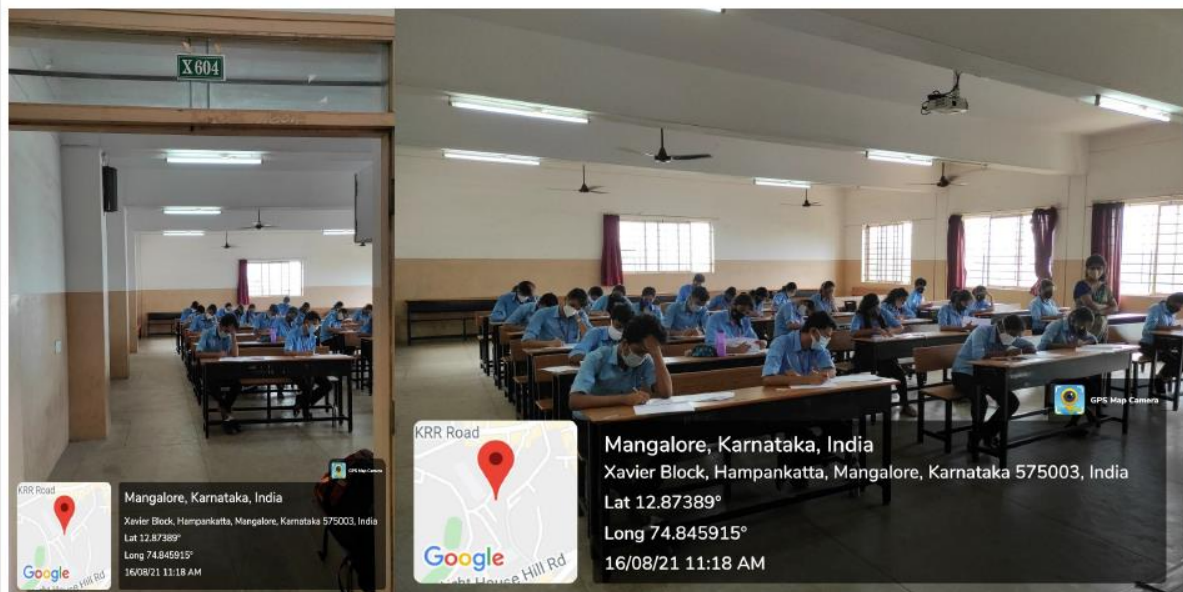 X604
KRR Road
Google
Mangalore, Karnataka, India
Xavier Block, Hampankatta, Mangalore, Karnataka 575003, India
Lat 12.87389°
Long 74.845915°
16/08/21 11:18 AM
GPS Map Camera
KRR Road
Google
House Hill Rd
Mangalore, Karnataka, India
Xavier Block, Hampankatta, Mangalore, Karnataka 575003, India
Lat 12.87389°
Long 74.845915°
16/08/21 11:18 AM
GPS Map Camera